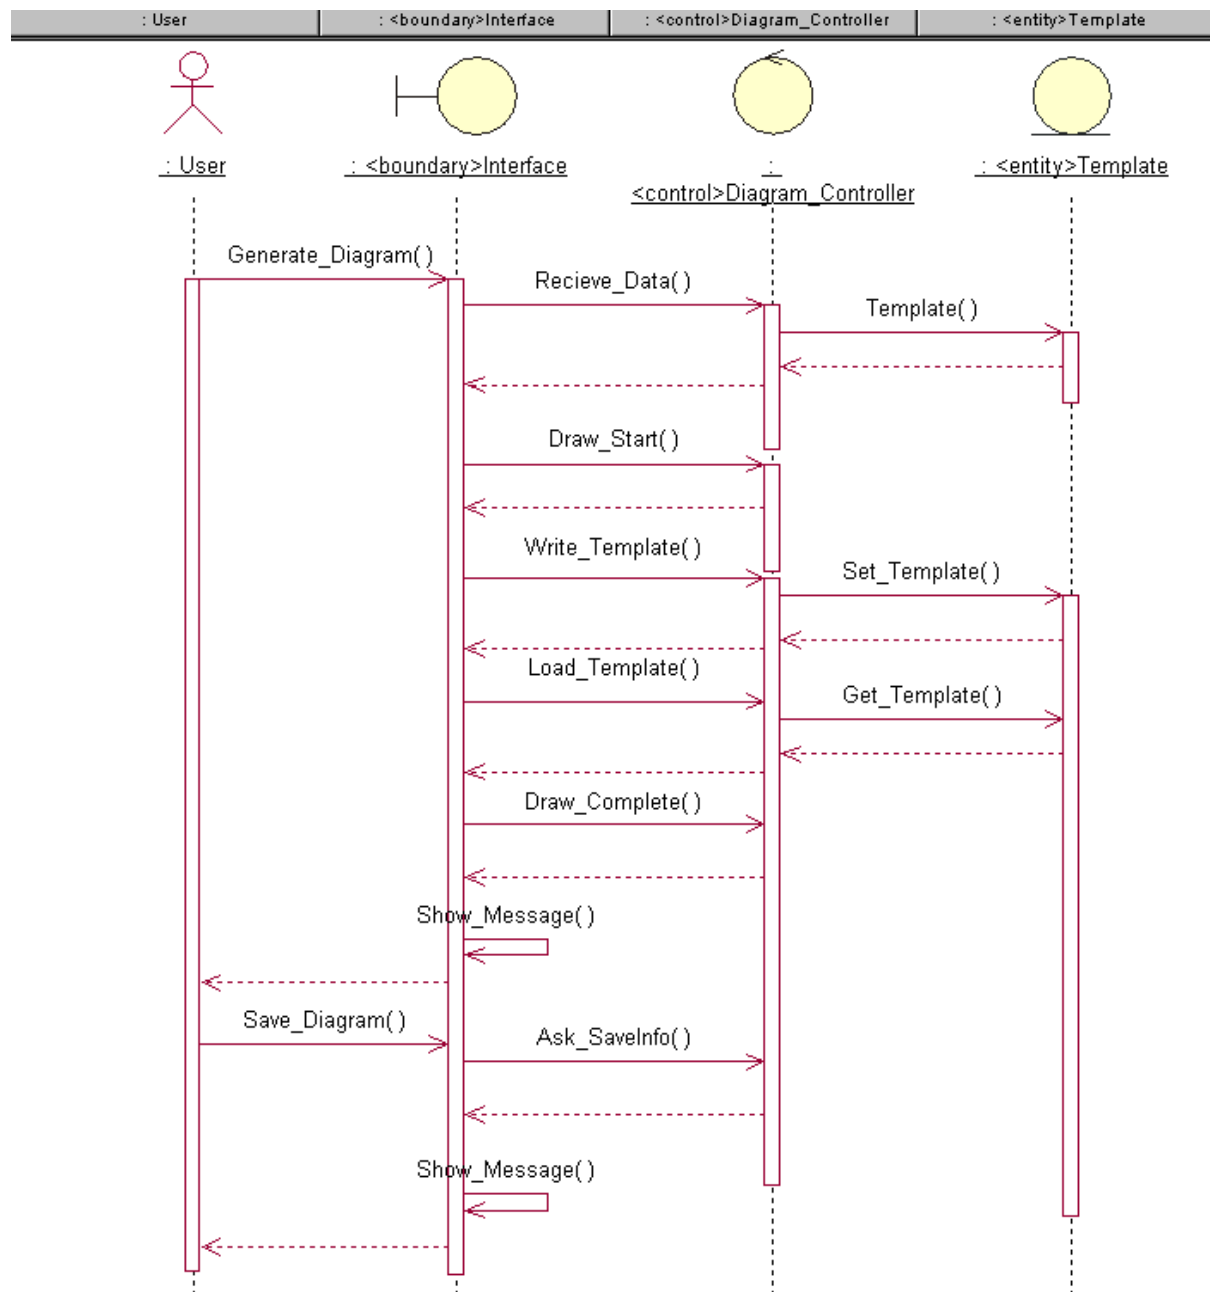 : User
: <boundary>Interface
: <control>Diagram_Controller
: <entity>Template
: User
: <boundary>Interface
:
<control>Diagram_Controller
: <entity>Template
Generate_Diagram( )
Recieve_Data( )
Template( )
Draw_Start( )
Write_Template( )
Set_Template( )
Load_Template( )
Get_Template( )
Draw_Complete( )
Show_Message( )
Save_Diagram( )
Ask_SaveInfo( )
Show_Message( )